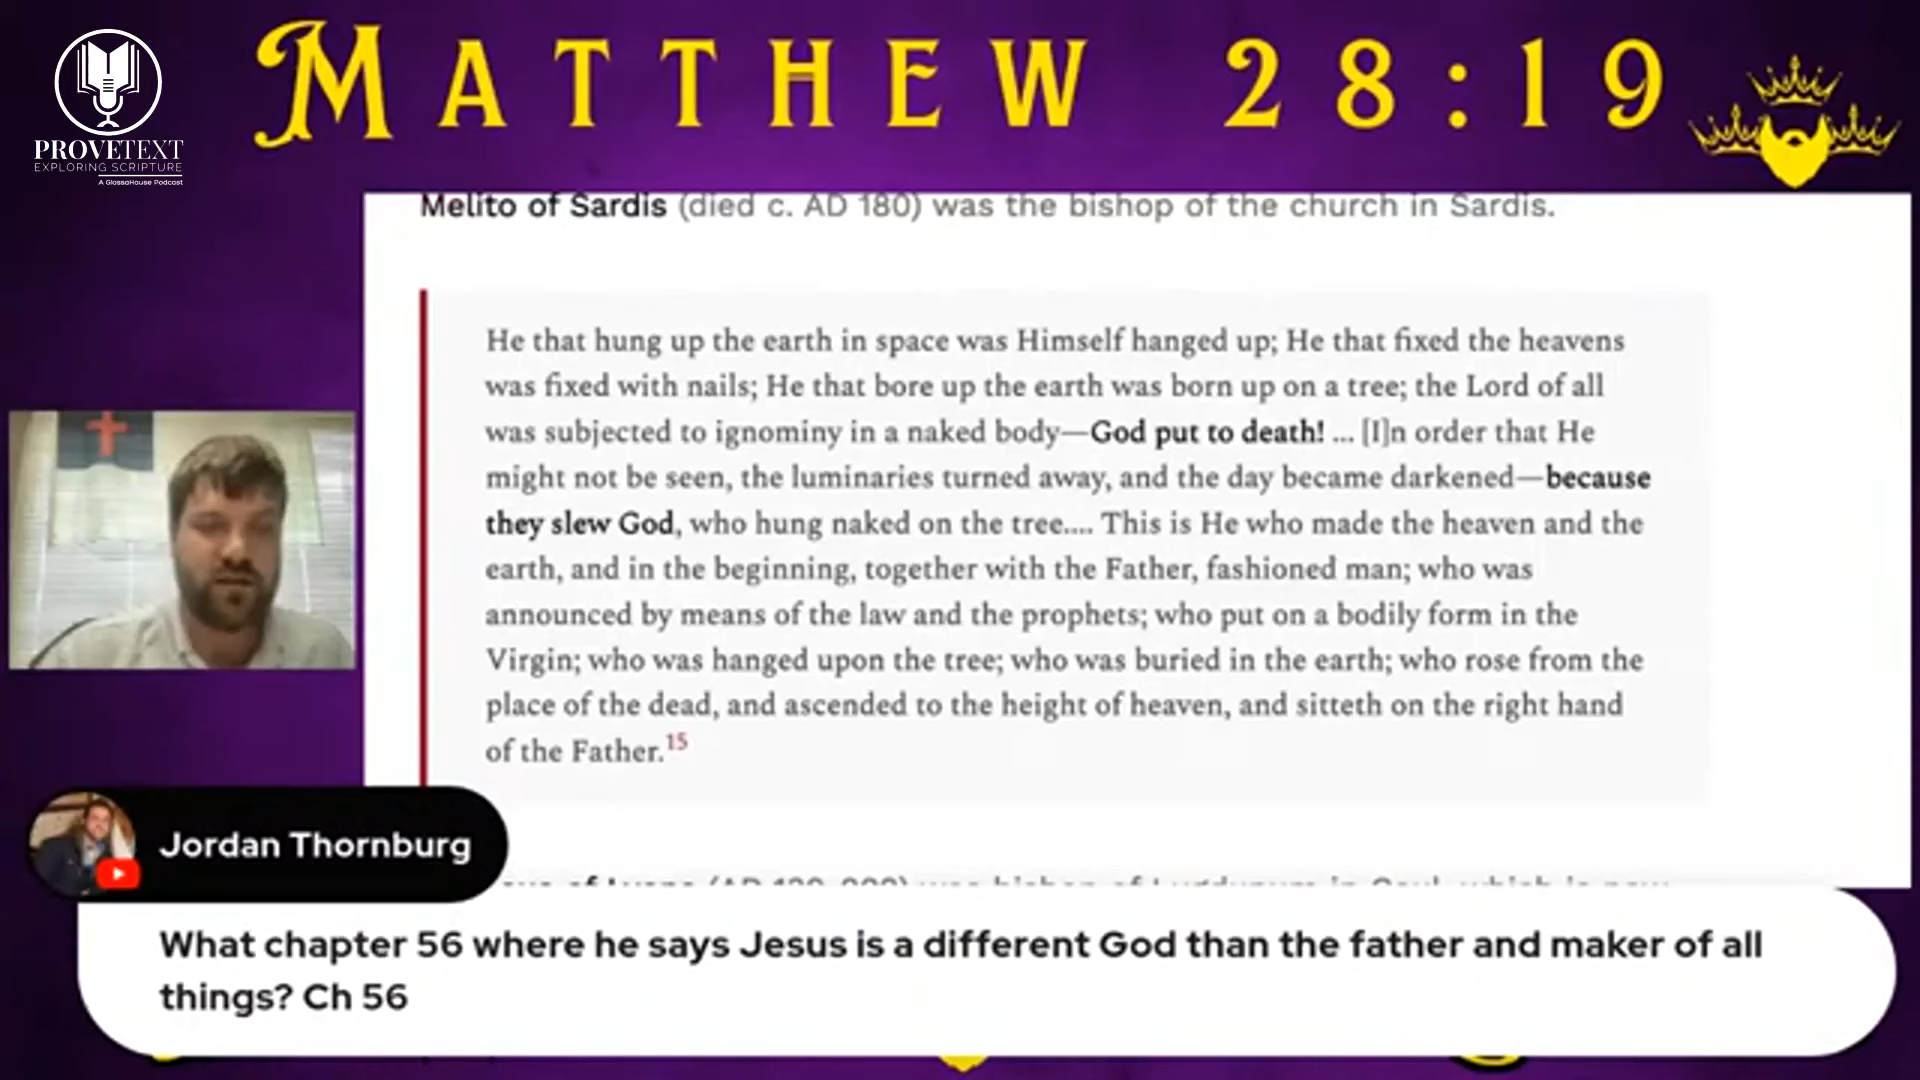 MATTHEW 28:19
PROVETEXT
EXPLORING SCRIPTURE
A GlossaHouse Podcast
Melito of Sardis (died c. AD 180) was the bishop of the church in Sardis.
He that hung up the earth in space was Himself hanged up; He that fixed the heavens
was fixed with nails; He that bore up the earth was born up on a tree; the Lord of all
was subjected to ignominy in a naked body—God put to death! ... [I]n order that He
might not be seen, the luminaries turned away, and the day became darkened—because
they slew God, who hung naked on the tree.... This is He who made the heaven and the
earth, and in the beginning, together with the Father, fashioned man; who was
announced by means of the law and the prophets; who put on a bodily form in the
Virgin; who was hanged upon the tree; who was buried in the earth; who rose from the
place of the dead, and ascended to the height of heaven, and sitteth on the right hand
of the Father.15
Jordan Thornburg
What chapter 56 where he says Jesus is a different God than the father and maker of all
things? Ch 56